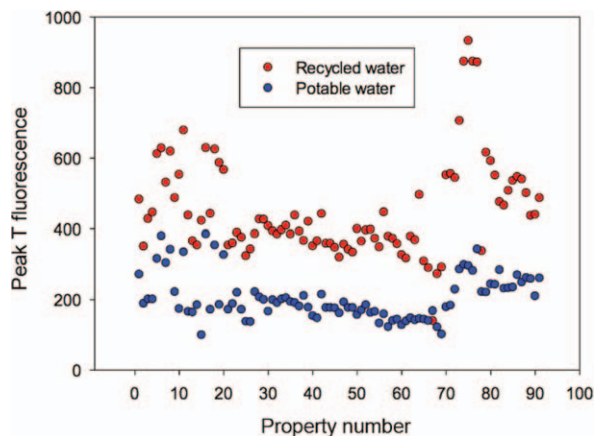 1000
800
600
400
200
0
Peak T fluorescence
Recycled water
Potable water
0 10 20 30 40 50 60 70 80 90 100
Property number